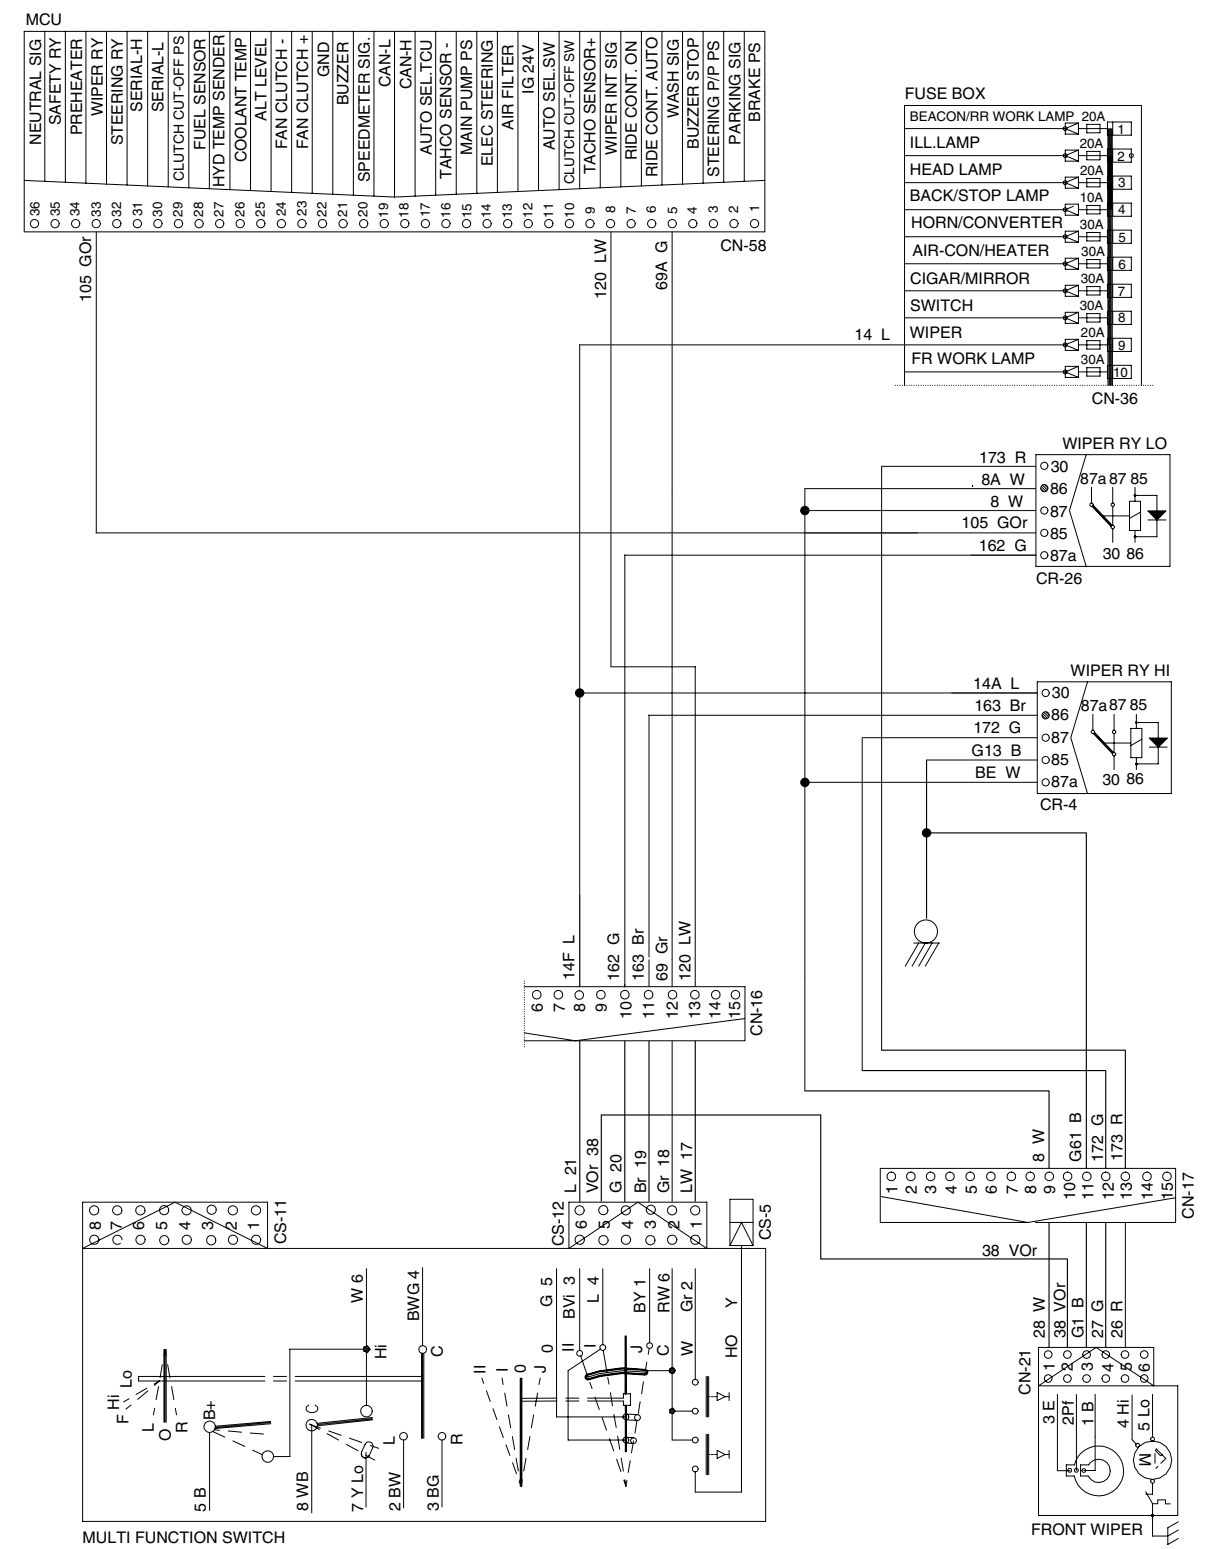 MCU
NEUTRAL SIG
SAFETY RY
PREHEATER
WIPER RY
STEERING RY
SERIAL-H
SERIAL-L
CLUTCH CUT-OFF PS
FUEL SENSOR
HYD TEMP SENDER
COOLANT TEMP
ALT LEVEL
FAN CLUTCH -
FAN CLUTCH +
GND
BUZZER
SPEEDMETER SIG.
CAN-L
CAN-H
AUTO SEL.TCU
TAHCO SENSOR -
MAIN PUMP PS
ELEC STEERING
AIR FILTER
IG 24V
AUTO SEL.SW
CLUTCH CUT-OFF SW
TACHO SENSOR+
WIPER INT SIG
RIDE CONT. ON
RIDE CONT. AUTO
WASH SIG
BUZZER STOP
STEERING P/P PS
PARKING SIG
BRAKE PS
36 35 34 33 32 31 30 29 28 27 26 25 24 23 22 21 20 19 18 17 16 15 14 13 12 11 10 9 8 7 6 5 4 3 2 1
CN-58
105 GOr
120 LW
69A G
FUSE BOX
BEACON/RR WORK LAMP 20A 1
ILL.LAMP 20A 2
HEAD LAMP 20A 3
BACK/STOP LAMP 10A 4
HORN/CONVERTER 30A 5
AIR-CON/HEATER 30A 6
CIGAR/MIRROR 30A 7
SWITCH 30A 8
14 L WIPER 20A 9
FR WORK LAMP 30A 10
CN-36
WIPER RY LO
173 R 30
8A W 86
8 W 87
105 GOr 85
162 G 87a
87a 87 85
30 86
CR-26
WIPER RY HI
14A L 30
163 Br 86
172 G 87
G13 B 85
BE W 87a
87a 87 85
30 86
CR-4
14F L
162 G
163 Br
69 Gr
120 LW
6 7 8 9 10 11 12 13 14 15
CN-16
L 21
VOr 38
G 20
Br 19
Gr 18
LW 17
8 W
G61 B
172 G
173 R
1 2 3 4 5 6 7 8 9 10 11 12 13 14 15
CN-17
8 7 6 5 4 3 2 1
CS-11
CS-12
6 5 4 3 2 1
CS-5
38 VOr
28 W
38 VOr
G1 B
27 G
26 R
CN-21
1 2 3 4 5 6
3 E
2Pf
1 B
4 Hi
5 Lo
M
FRONT WIPER
W 6
BWG 4
G 5
BVi 3
L 4
BY 1
RW 6
Gr 2
Y
HO
Hi
C
Lo
Hi
F
L
O
R
B+
C
L
R
II
I
O
J
O
II
I
J
C
W
5 B
8 WB
7 Y Lo
2 BW
3 BG
MULTI FUNCTION SWITCH